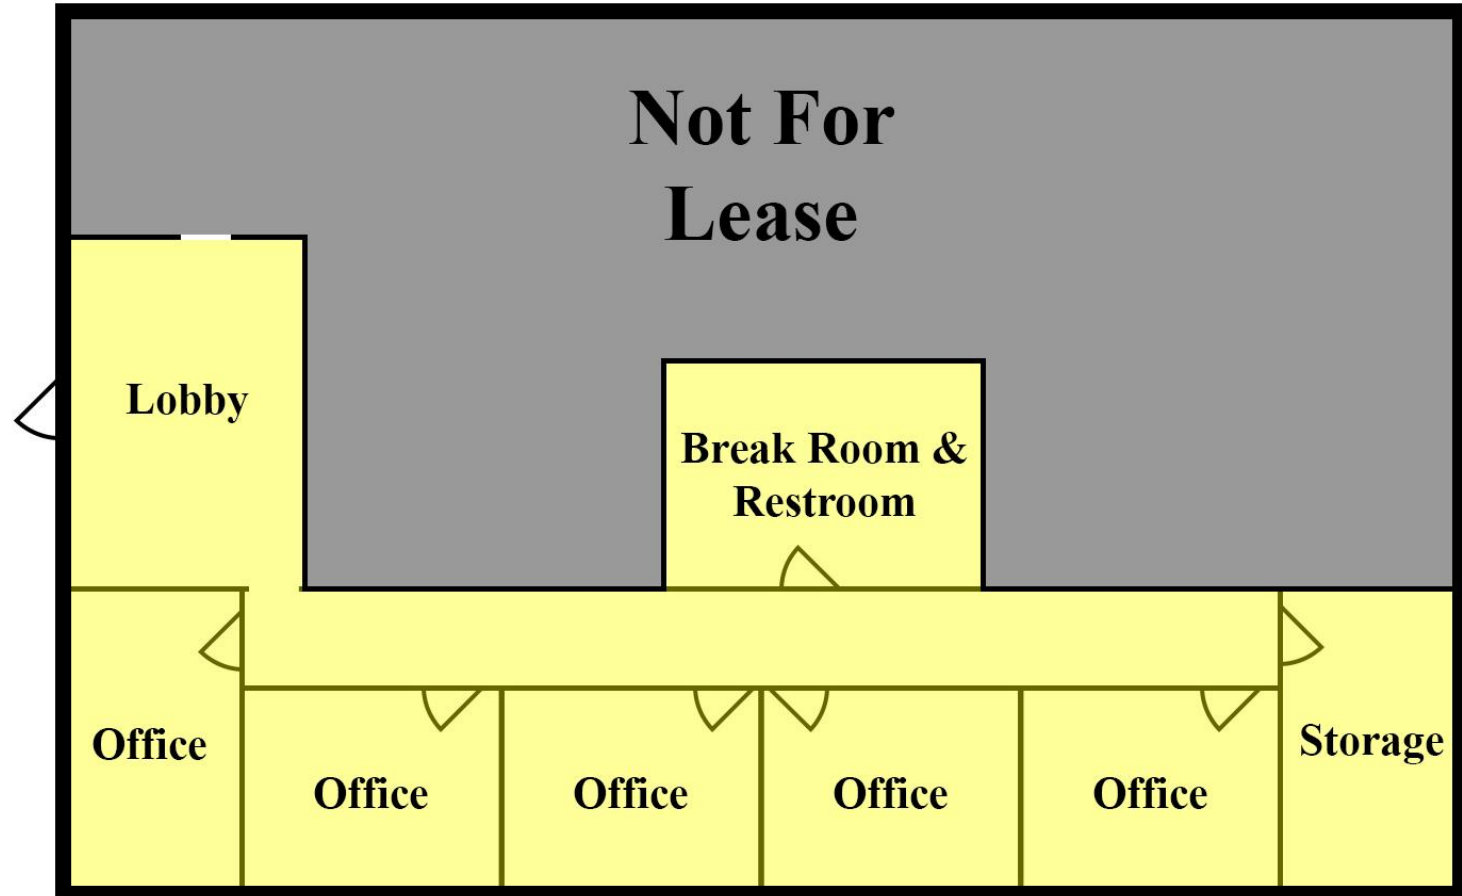 Not For
Lease
Lobby
Break Room &
Restroom
Office
Office
Office
Office
Office
Storage